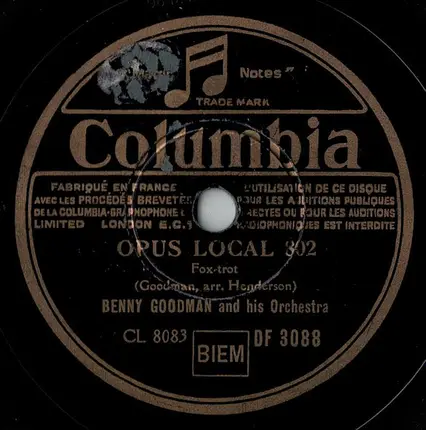 Notes"
TRADE MARK
Columbia
FABRIQUÉ EN FRANCE L'UTILISATION DE CE DISQUE
AVEC LES PROCÉDÉS BREVETÉS POUR LES AUDITIONS PUBLIQUES
DE LA COLUMBIA-GRAPHOPHONE DIRECTES OU POUR LES AUDITIONS
LIMITED LONDON E.C.1 RADIOPHONIQUES EST INTERDITE
OPUS LOCAL 802
Fox-trot
(Goodman, arr. Henderson)
BENNY GOODMAN and his Orchestra
CL 8083 BIEM DF 3088